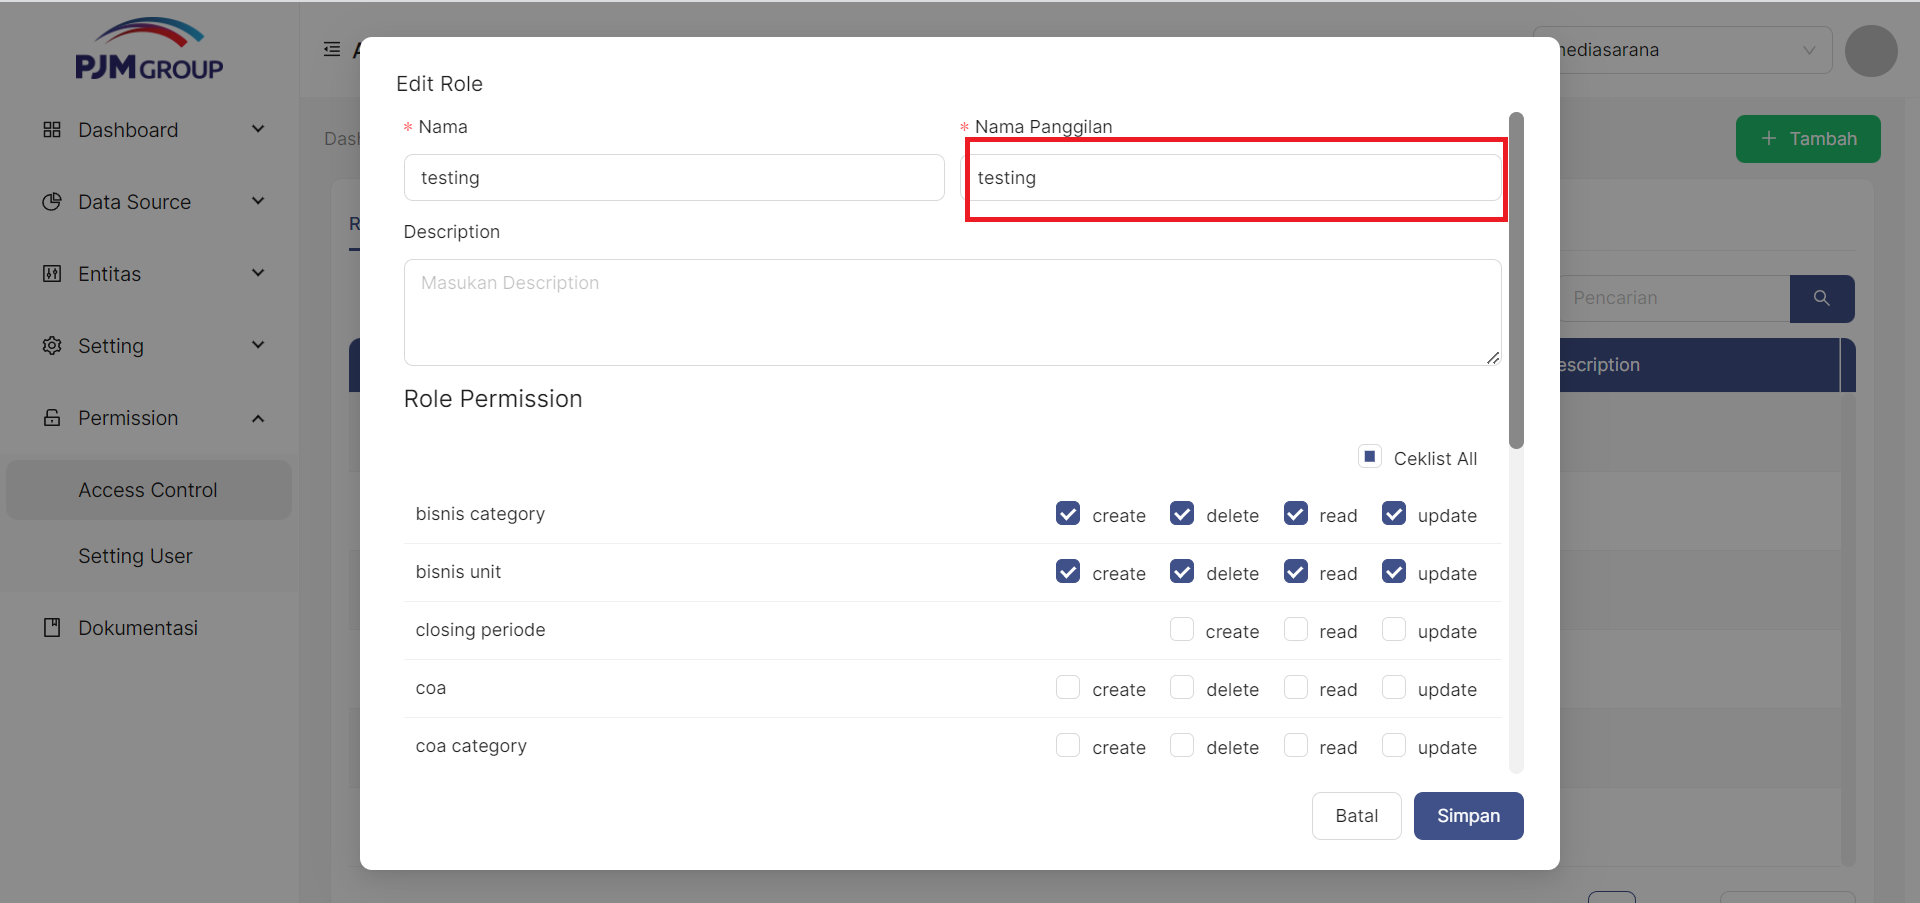 PJM GROUP
Dashboard
Data Source
Entitas
Setting
Permission
Access Control
Setting User
Dokumentasi
Edit Role
* Nama
* Nama Panggilan
testing
testing
Description
Masukan Description
Role Permission
Ceklist All
bisnis category create delete read update
bisnis unit create delete read update
closing periode create read update
coa create delete read update
coa category create delete read update
Batal
Simpan
Tambah
Pencarian